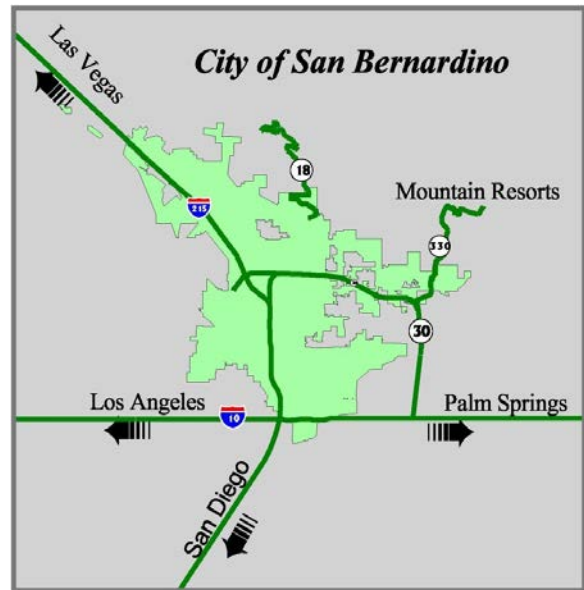 City of San Bernardino
Las Vegas
18
215
Mountain Resorts
330
30
Los Angeles
10
Palm Springs
San Diego